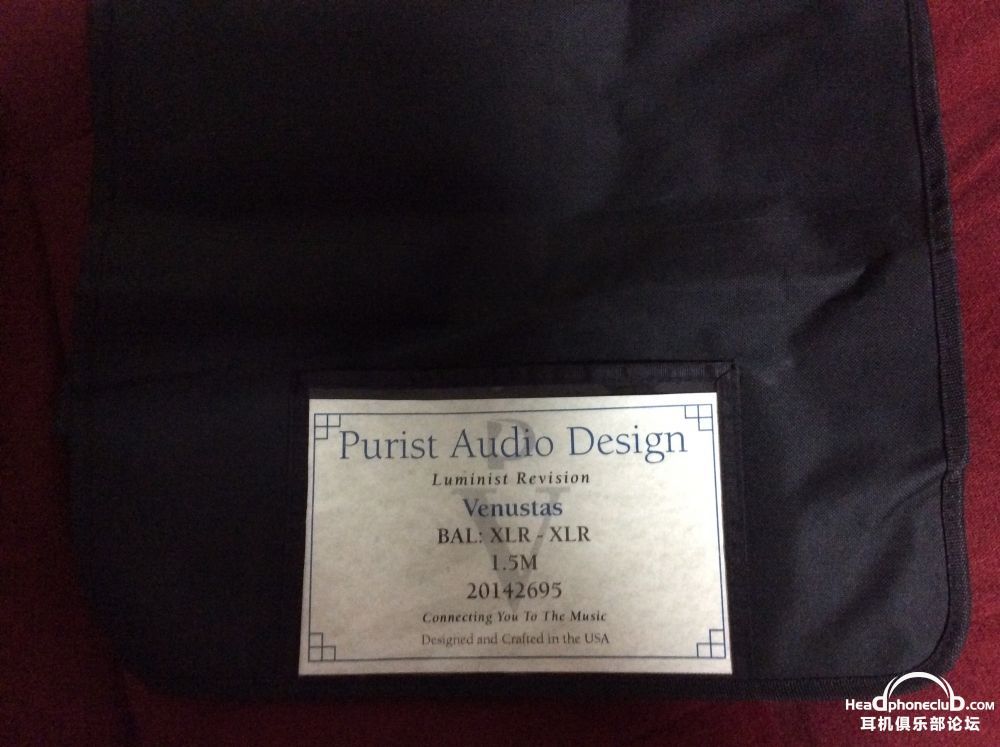 Purist Audio Design
Luminist Revision
Venustas
BAL: XLR - XLR
1.5M
20142695
Connecting You To The Music
Designed and Crafted in the USA
Headphoneclub.com
耳机俱乐部论坛